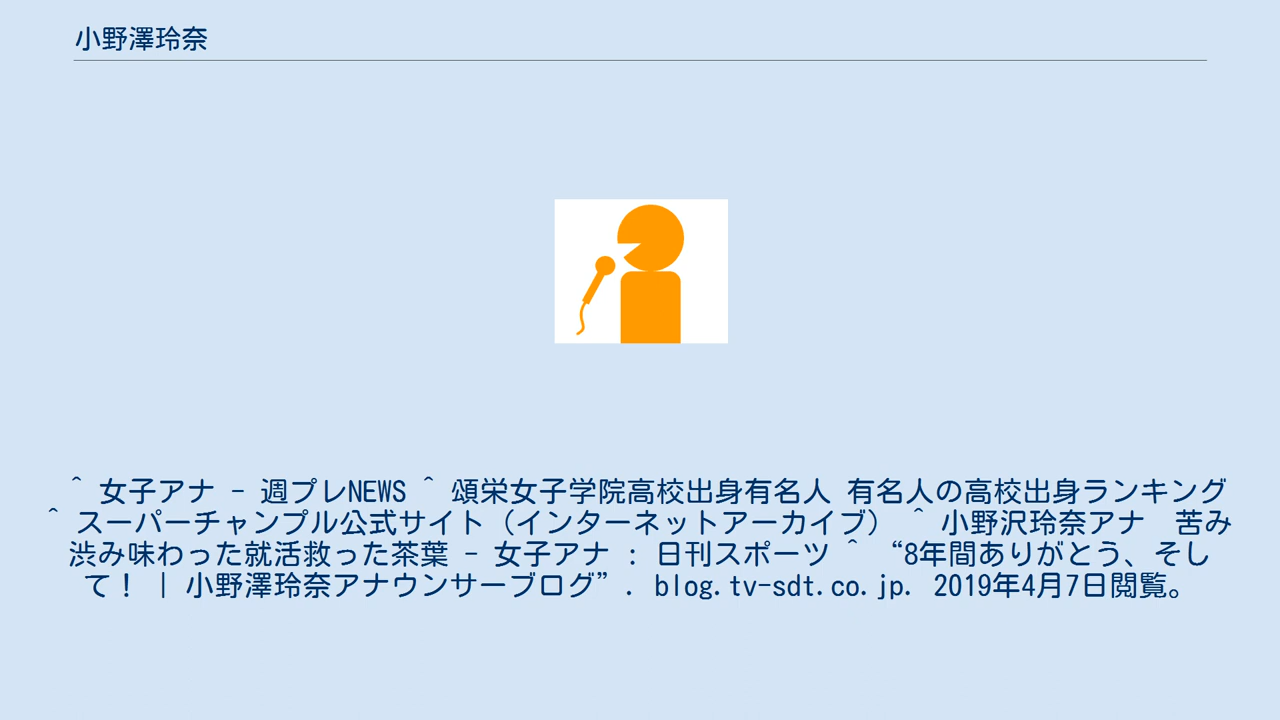 小野澤玲奈
^ 女子アナ - 週プレNEWS ^ 頌栄女子学院高校出身有名人 有名人の高校出身ランキング
^ スーパーチャンプル公式サイト（インターネットアーカイブ） ^ 小野沢玲奈アナ　苦み
渋み味わった就活救った茶葉 - 女子アナ : 日刊スポーツ ^ “8年間ありがとう、そし
て！ | 小野澤玲奈アナウンサーブログ”. blog.tv-sdt.co.jp. 2019年4月7日閲覧。